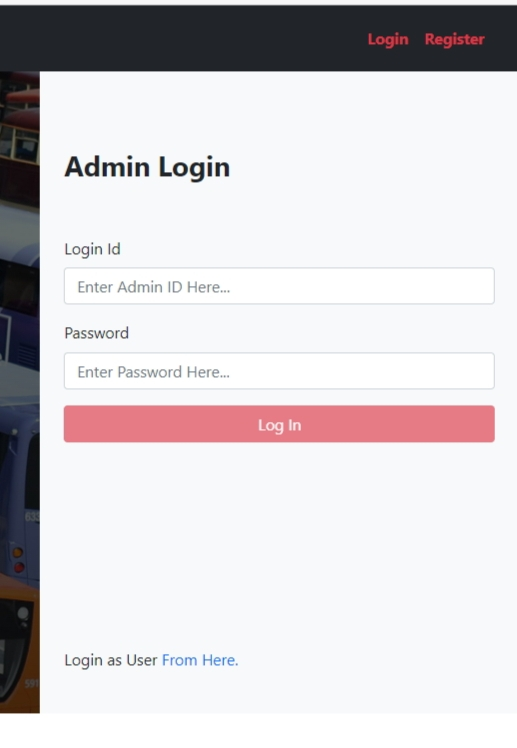 Login Register
Admin Login
Login Id
Enter Admin ID Here...
Password
Enter Password Here...
Log In
Login as User From Here.